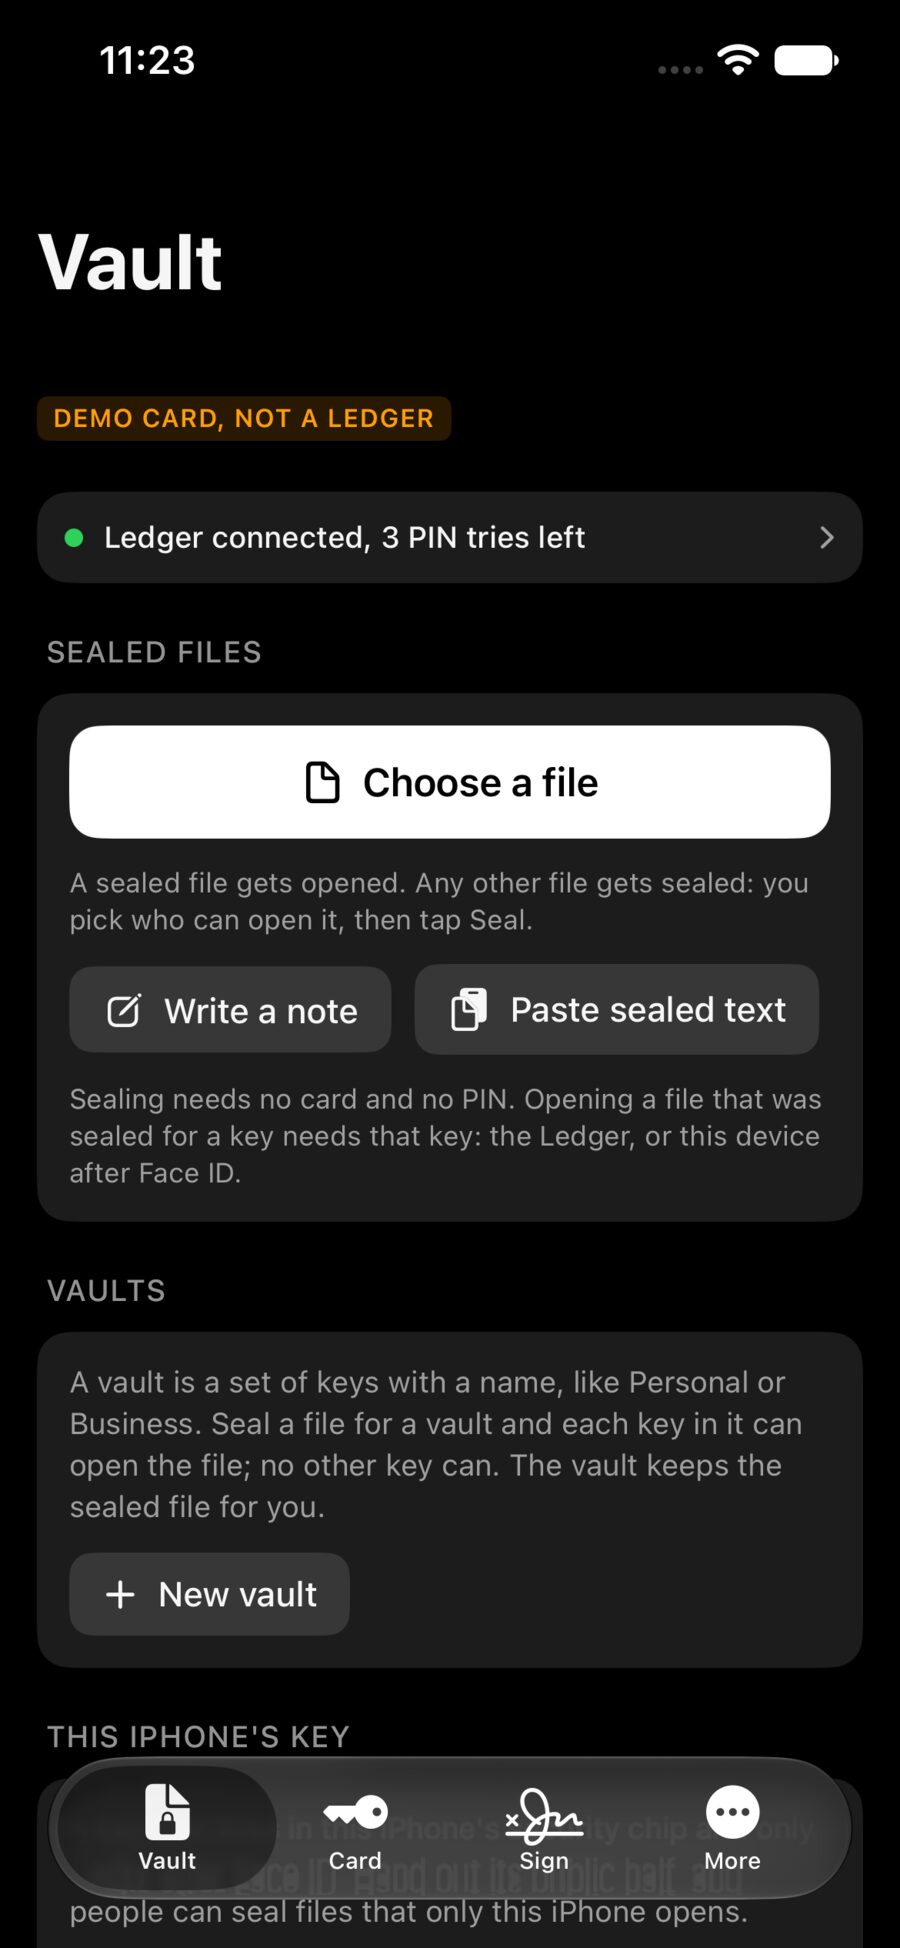 11:23
Vault
DEMO CARD, NOT A LEDGER
Ledger connected, 3 PIN tries left
SEALED FILES
Choose a file
A sealed file gets opened. Any other file gets sealed: you
pick who can open it, then tap Seal.
Write a note
Paste sealed text
Sealing needs no card and no PIN. Opening a file that was
sealed for a key needs that key: the Ledger, or this device
after Face ID.
VAULTS
A vault is a set of keys with a name, like Personal or
Business. Seal a file for a vault and each key in it can
open the file; no other key can. The vault keeps the
sealed file for you.
New vault
THIS IPHONE'S KEY
in this iPhone's chip only
Vault
Card
Sign
More
people can seal files that only this iPhone opens.